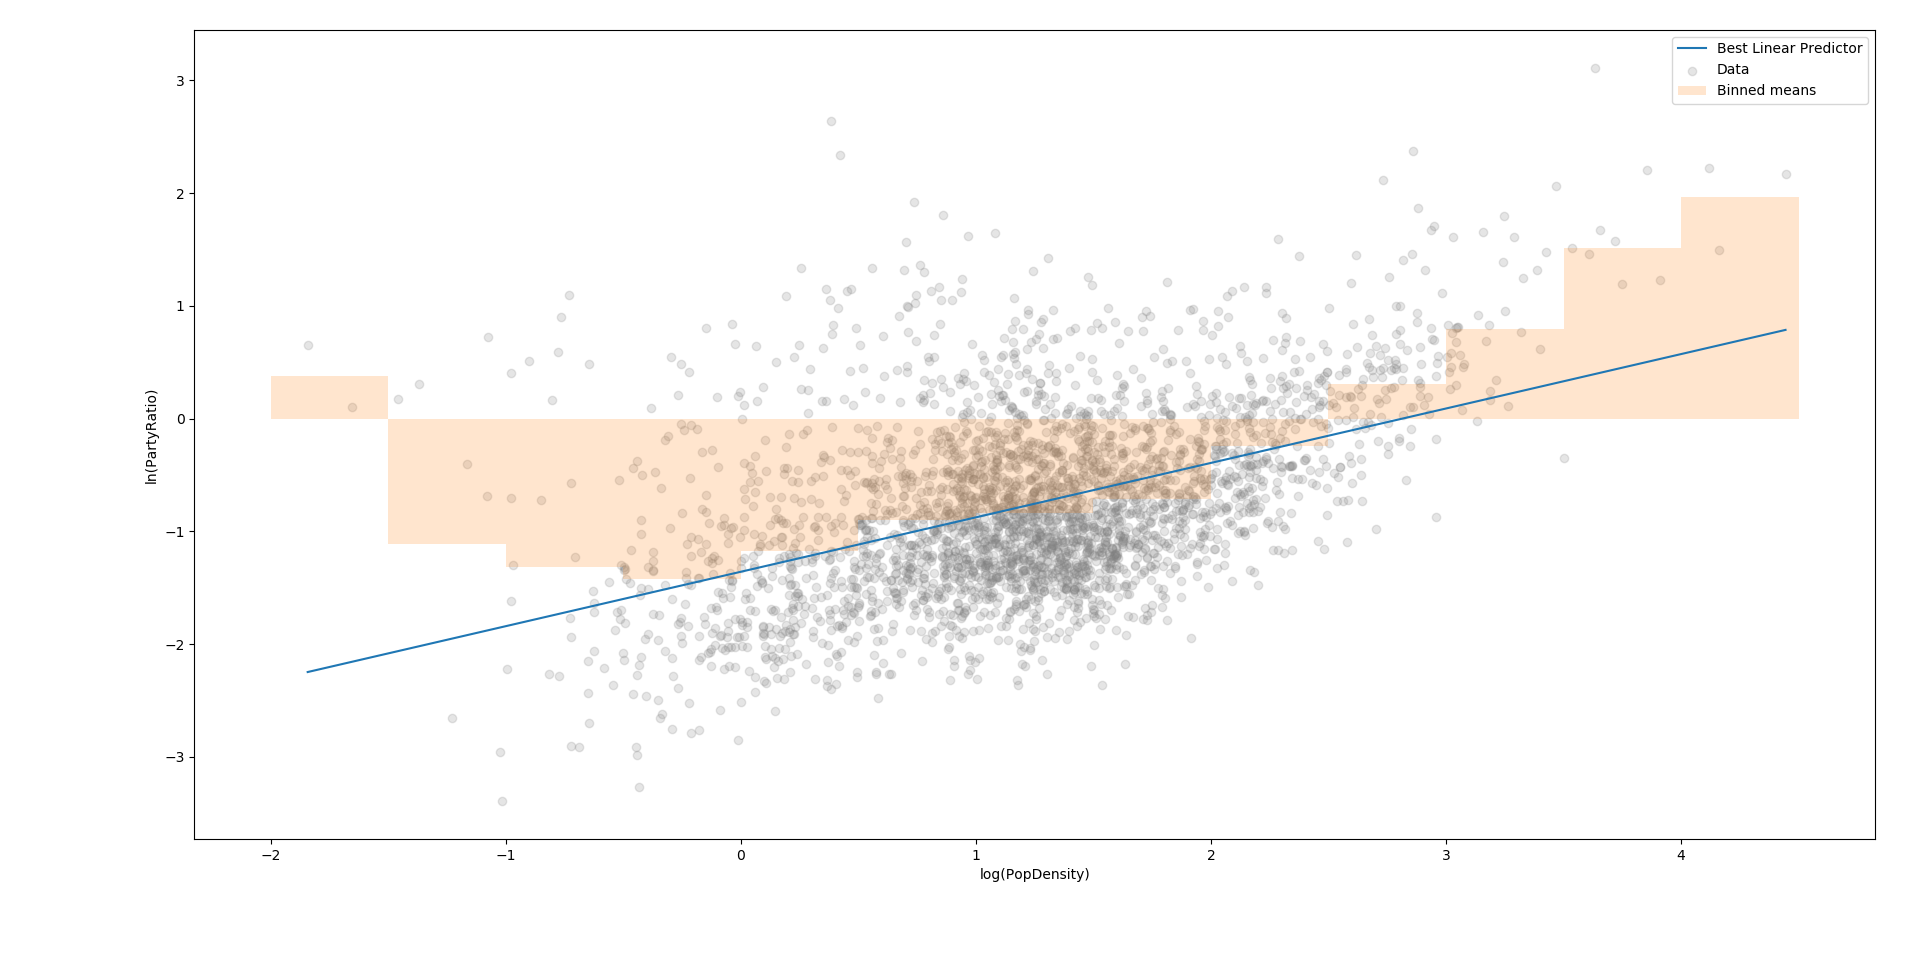 Best Linear Predictor
Data
Binned means
3
2
1
0
−1
−2
−3
ln(PartyRatio)
−2
−1
0
1
2
3
4
log(PopDensity)